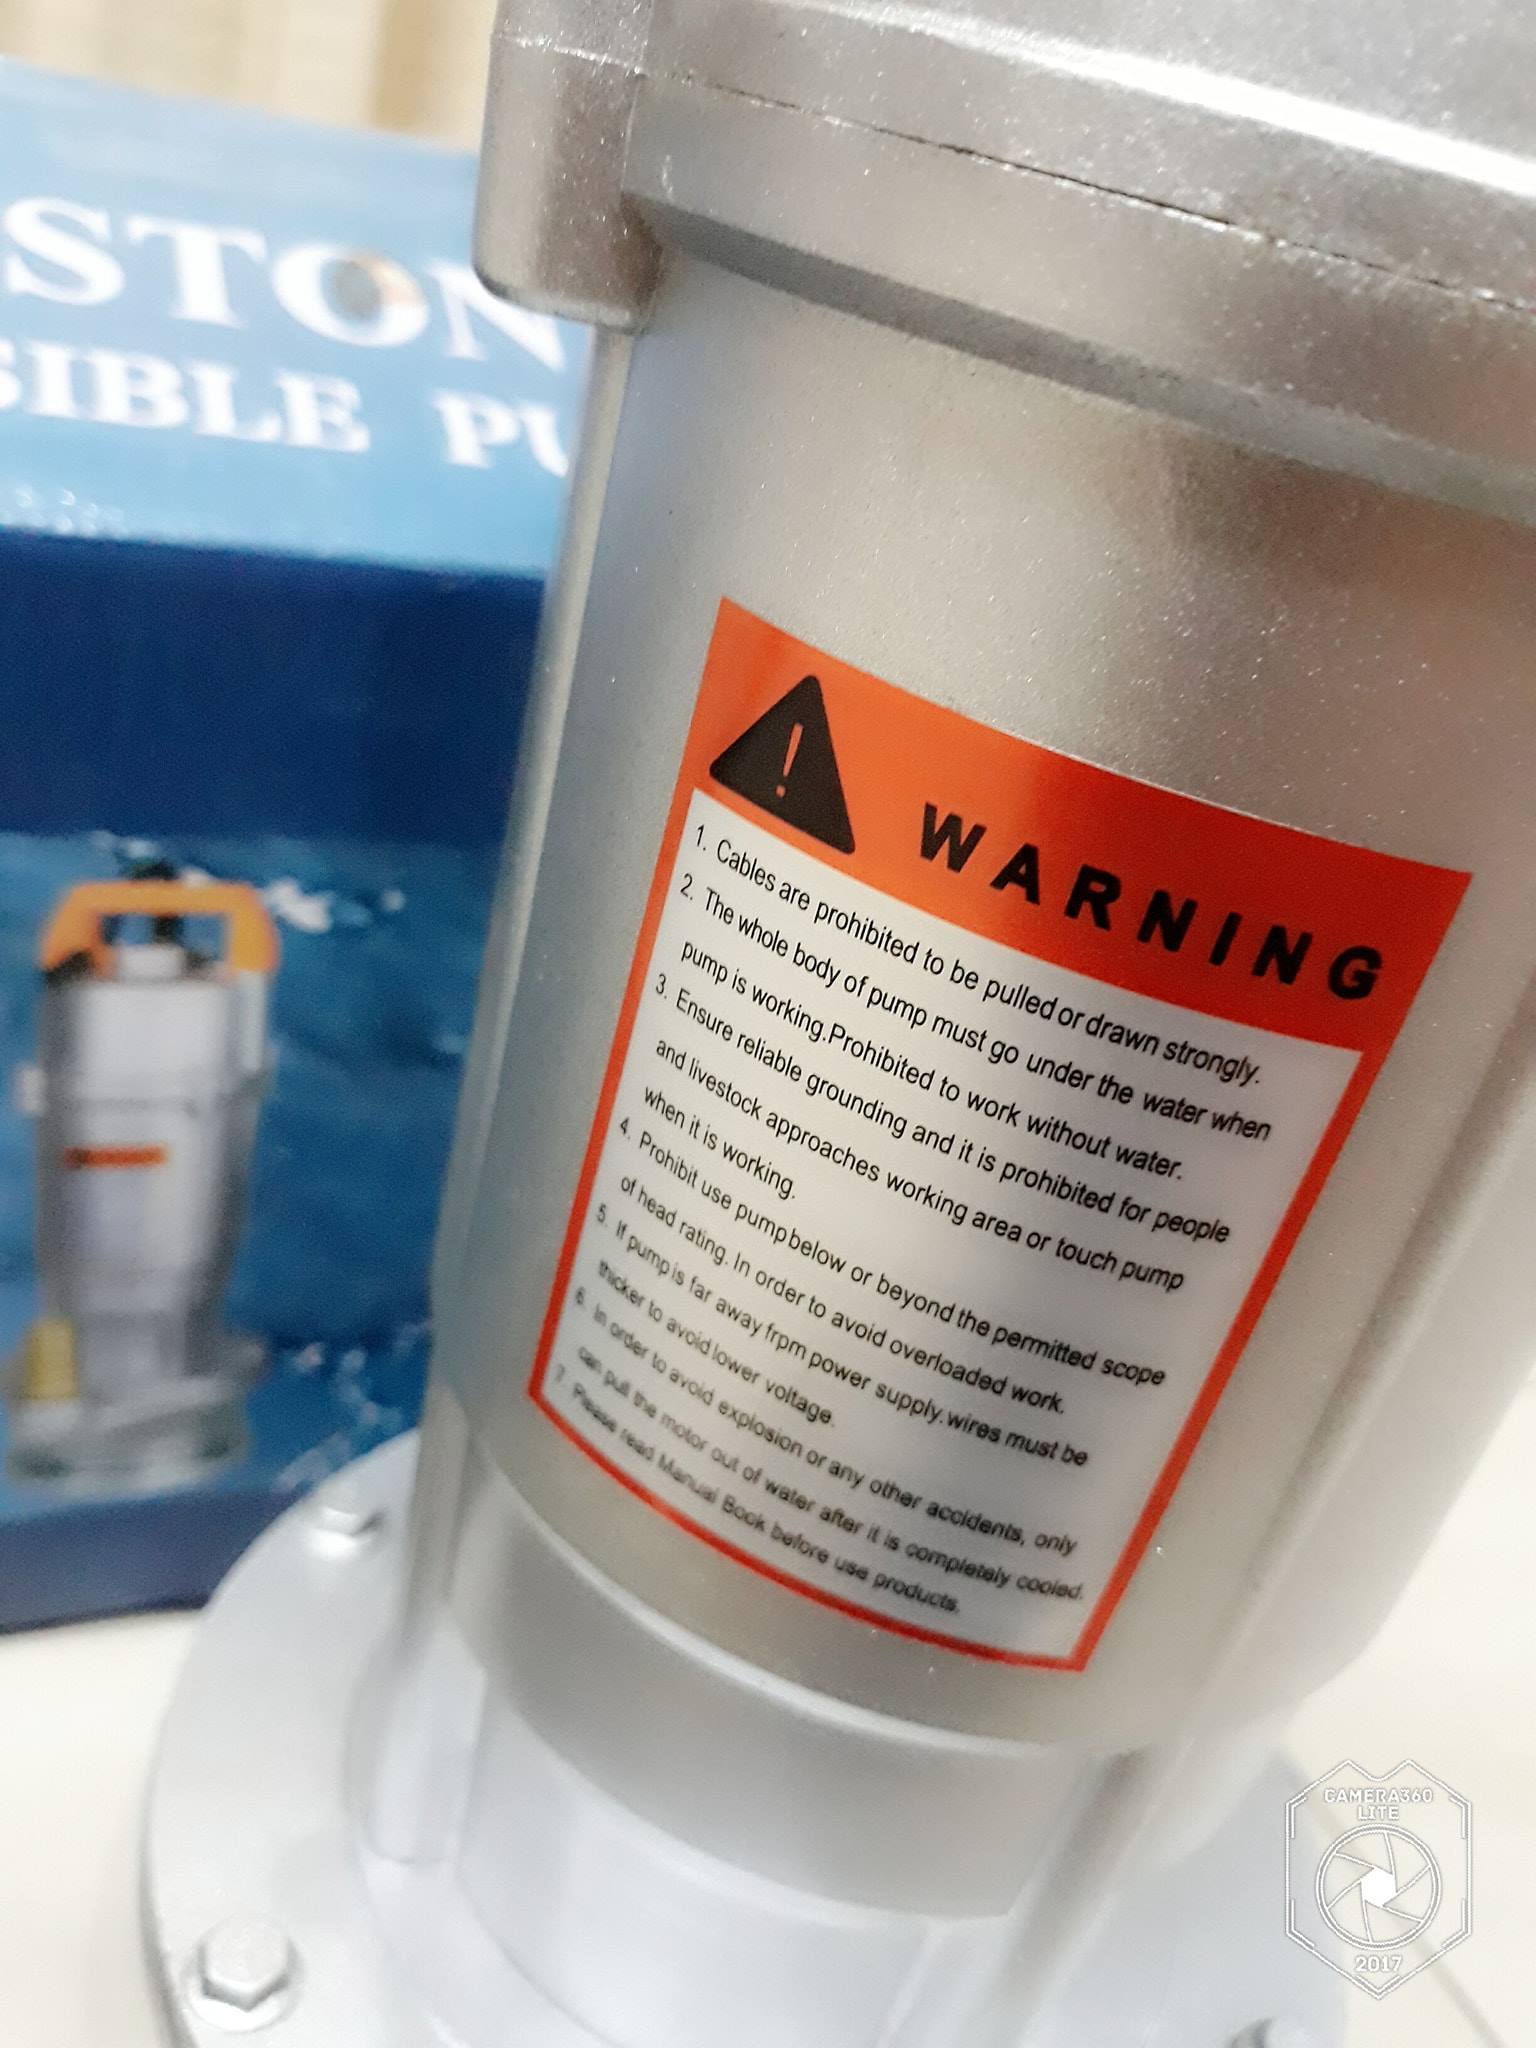 STON
SIBLE PU
WARNING
1. Cables are prohibited to be pulled or drawn strongly.
2. The whole body of pump must go under the water when
pump is working.Prohibited to work without water.
3. Ensure reliable grounding and it is prohibited for people
and livestock approaches working area or touch pump
when it is working.
4. Prohibit use pump below or beyond the permitted scope
of head rating. In order to avoid overloaded work.
5. If pump is far away frpm power supply.wires must be
thicker to avoid lower voltage.
6. In order to avoid explosion or any other accidents, only
can pull the motor out of water after it is completely cooled.
7. Please read Manual Book before use products.
CAMERA360
LITE
2017